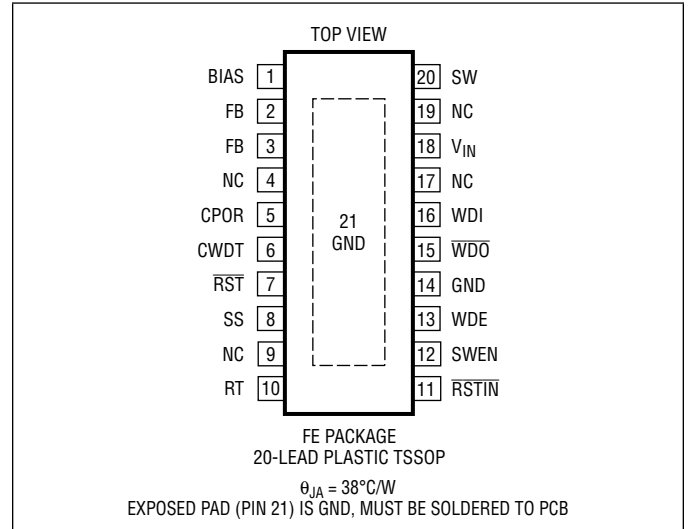 TOP VIEW
BIAS 1
FB 2
FB 3
NC 4
CPOR 5
CWDT 6
R̅S̅T̅ 7
SS 8
NC 9
RT 10
21
GND
20 SW
19 NC
18 VIN
17 NC
16 WDI
15 W̅D̅O̅
14 GND
13 WDE
12 SWEN
11 R̅S̅T̅I̅N̅
FE PACKAGE
20-LEAD PLASTIC TSSOP
θJA = 38°C/W
EXPOSED PAD (PIN 21) IS GND, MUST BE SOLDERED TO PCB